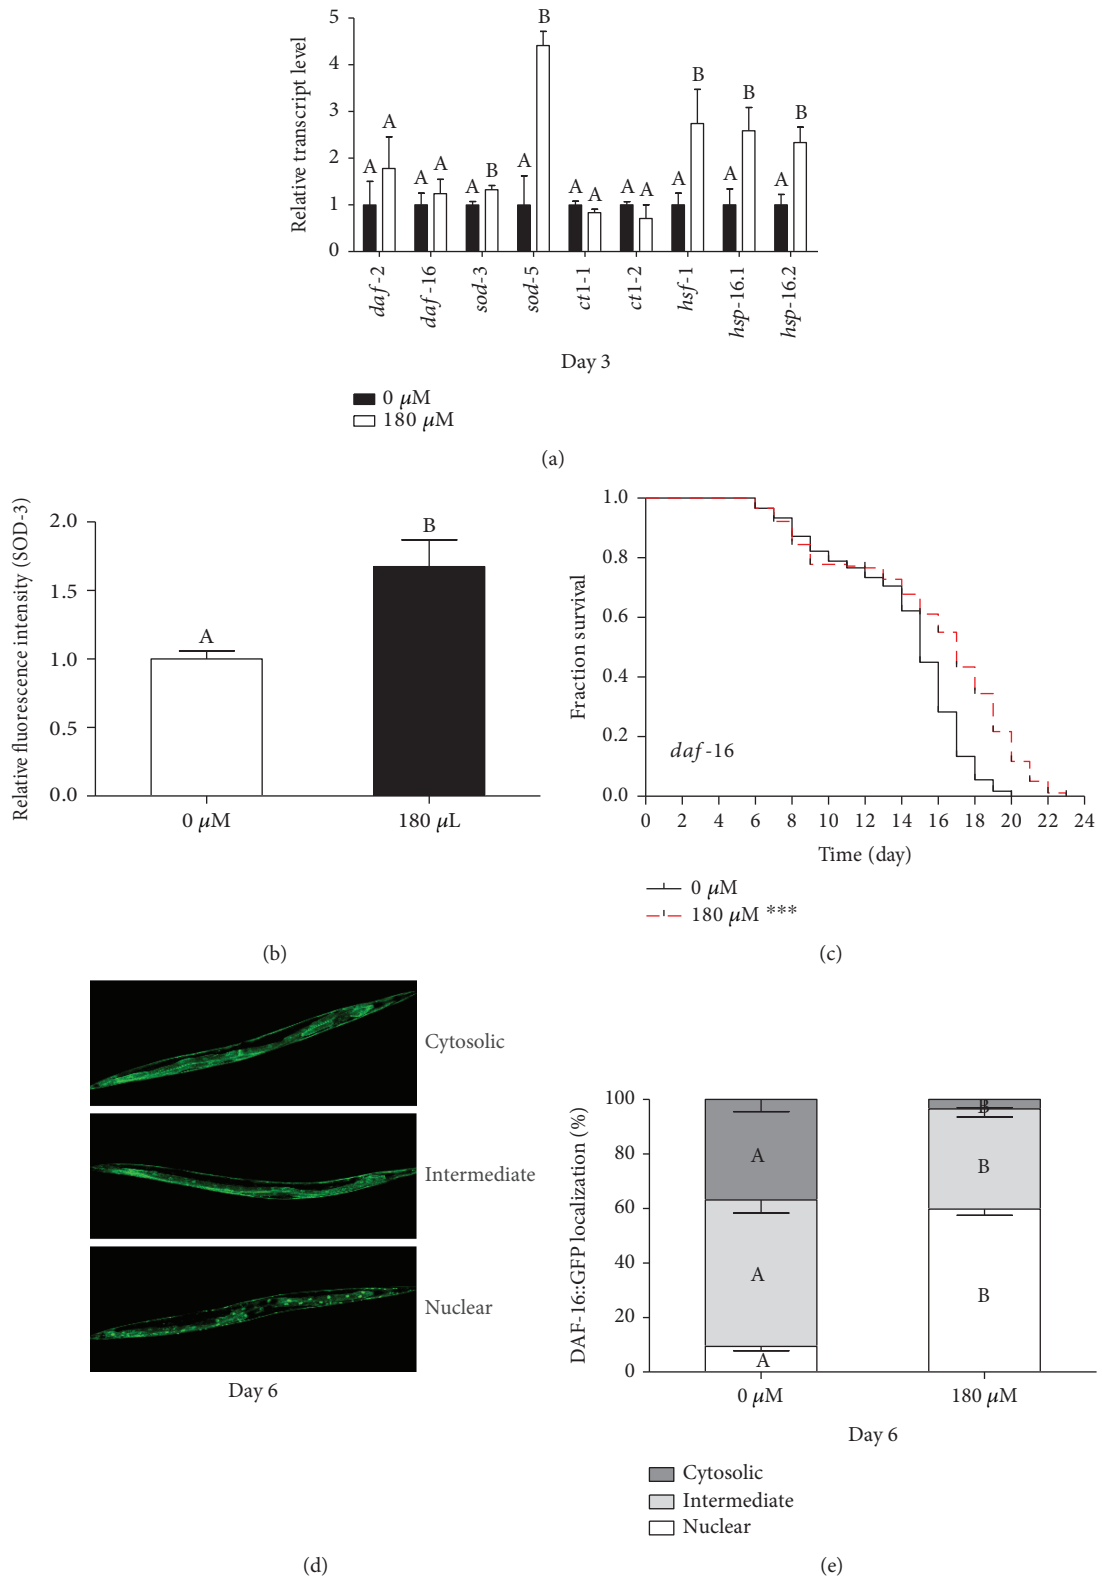 5
4
3
2
1
0
Relative transcript level
A A A A A B A B A A A A A B A B A B
daf-2 daf-16 sod-3 sod-5 ct1-1 ct1-2 hsf-1 hsp-16.1 hsp-16.2
Day 3
0 μM
180 μM
(a)
2.0
1.5
1.0
0.5
0.0
Relative fluorescence intensity (SOD-3)
A B
0 μM 180 μL
(b)
1.0
0.8
0.6
0.4
0.2
0.0
Fraction survival
daf-16
0 2 4 6 8 10 12 14 16 18 20 22 24
Time (day)
0 μM
180 μM ***
(c)
Cytosolic
Intermediate
Nuclear
Day 6
(d)
100
80
60
40
20
0
DAF-16::GFP localization (%)
A
A
A
B
B
B
0 μM 180 μM
Day 6
Cytosolic
Intermediate
Nuclear
(e)